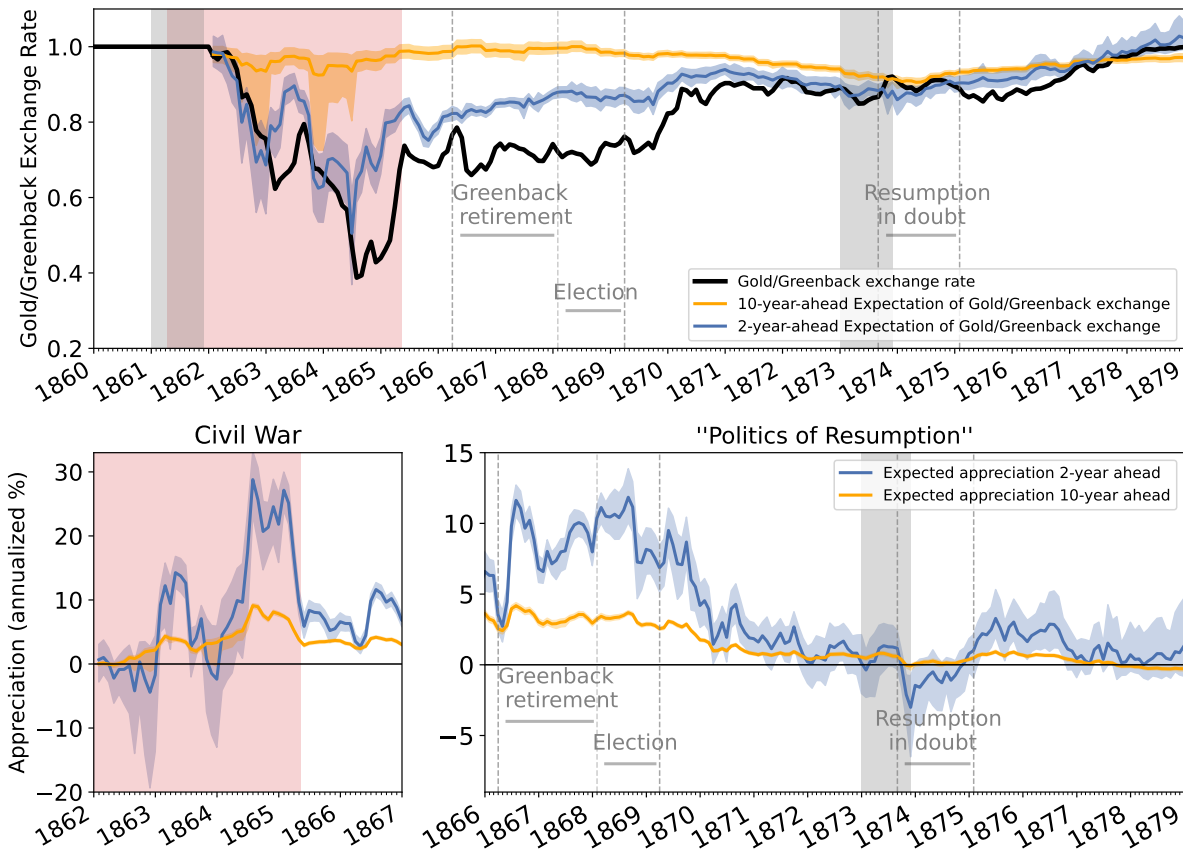 Gold/Greenback Exchange Rate
1.0
0.8
0.6
0.4
0.2
Greenback
retirement
Election
Resumption
in doubt
Gold/Greenback exchange rate
10-year-ahead Expectation of Gold/Greenback exchange
2-year-ahead Expectation of Gold/Greenback exchange
1860 1861 1862 1863 1864 1865 1866 1867 1868 1869 1870 1871 1872 1873 1874 1875 1876 1877 1878 1879
Civil War
Appreciation (annualized %)
30
20
10
0
−10
−20
1862 1863 1864 1865 1866 1867
"Politics of Resumption"
15
10
5
0
−5
Expected appreciation 2-year ahead
Expected appreciation 10-year ahead
Greenback
retirement
Election
Resumption
in doubt
1866 1867 1868 1869 1870 1871 1872 1873 1874 1875 1876 1877 1878 1879